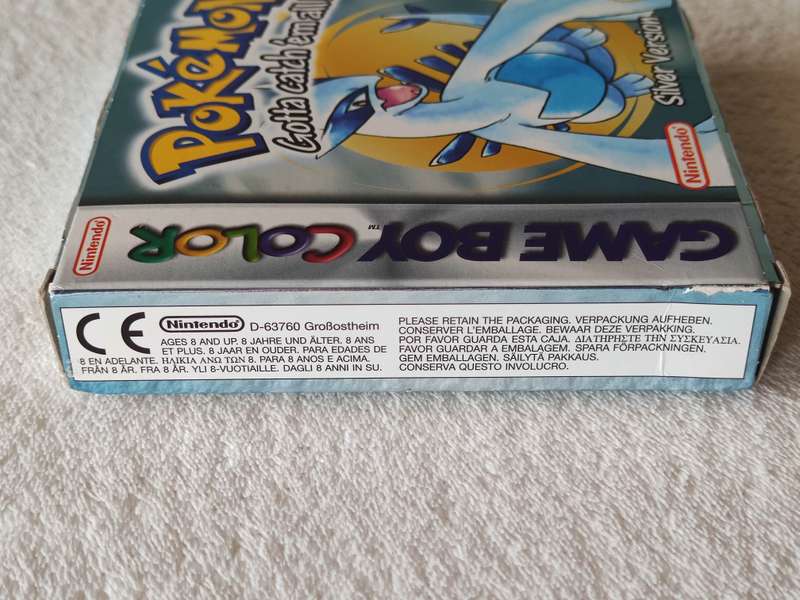 POKéMON
Gotta catch 'em all!
Silver Version
Nintendo
Nintendo
GAME BOY COLOR
TM
CE
Nintendo D-63760 Großostheim
AGES 8 AND UP. 8 JAHRE UND ÄLTER. 8 ANS
ET PLUS. 8 JAAR EN OUDER. PARA EDADES DE
8 EN ADELANTE. ΗΛΙΚΙΑ ΑΝΩ ΤΩΝ 8. PARA 8 ANOS E ACIMA.
FRÅN 8 ÅR. FRA 8 ÅR. YLI 8-VUOTIAILLE. DAGLI 8 ANNI IN SU.
PLEASE RETAIN THE PACKAGING. VERPACKUNG AUFHEBEN.
CONSERVER L'EMBALLAGE. BEWAAR DEZE VERPAKKING.
POR FAVOR GUARDA ESTA CAJA. ΔΙΑΤΗΡΗΣΤΕ ΤΗΝ ΣΥΣΚΕΥΑΣΙΑ.
FAVOR GUARDAR A EMBALAGEM. SPARA FÖRPACKNINGEN.
GEM EMBALLAGEN. SÄILYTÄ PAKKAUS.
CONSERVA QUESTO INVOLUCRO.